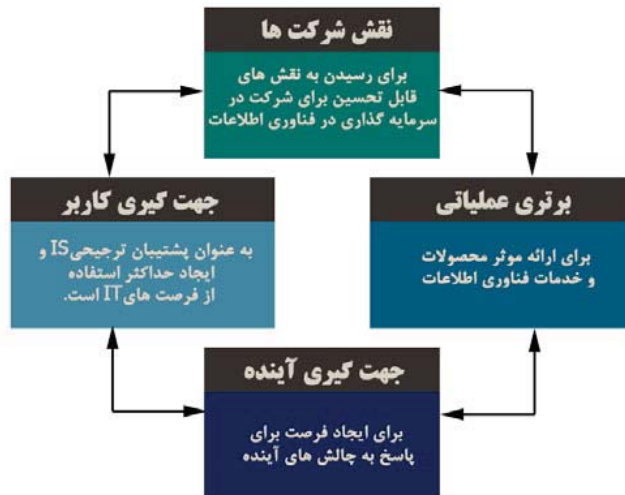 نقش شرکت ها
برای رسیدن به نقش های
قابل تحسین برای شرکت در
سرمایه گذاری در فناوری اطلاعات
برتری عملیاتی
برای ارائه موثر محصولات
و خدمات فناوری اطلاعات
جهت گیری کاربر
به عنوان پشتیبان ترجیحیIS و
ایجاد حداکثر استفاده
از فرصت هایIT است.
جهت گیری آینده
برای ایجاد فرصت برای
پاسخ به چالش های آینده